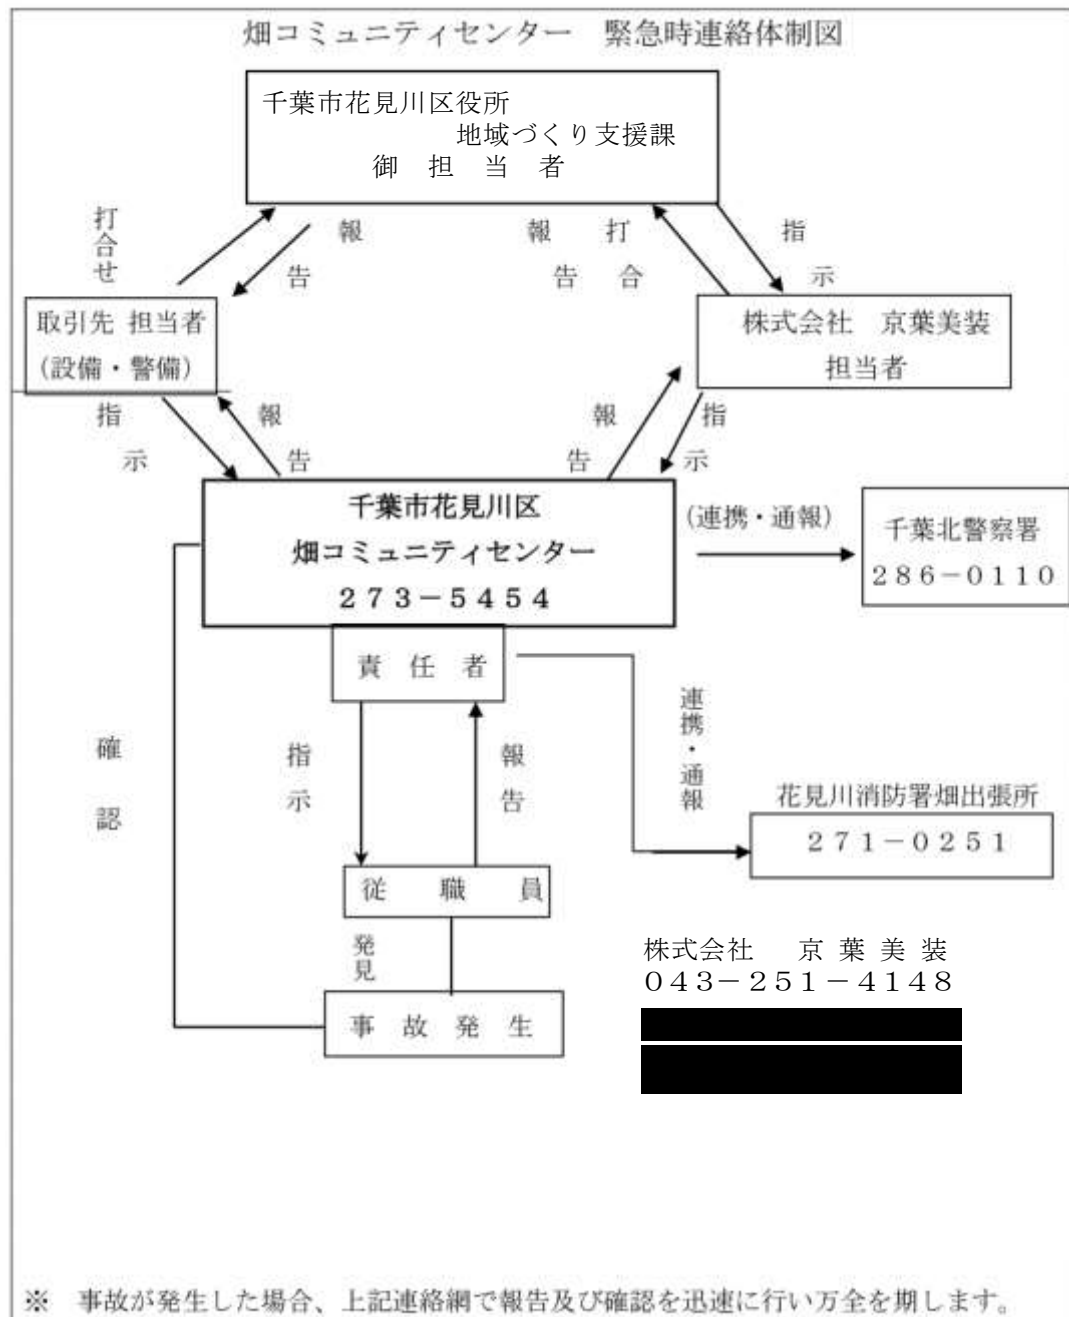 畑コミュニティセンター　緊急時連絡体制図
千葉市花見川区役所
地域づくり支援課
御　担　当　者
打合せ
報告
報告
打合
指示
取引先 担当者
（設備・警備）
株式会社　京葉美装
担当者
指示
報告
報告
指示
千葉市花見川区
畑コミュニティセンター
２７３－５４５４
（連携・通報）
千葉北警察署
２８６－０１１０
責　任　者
確認
指示
報告
連携・通報
花見川消防署畑出張所
２７１－０２５１
従　職　員
発見
事　故　発　生
株式会社　京 葉 美 装
０４３－２５１－４１４８
※　事故が発生した場合、上記連絡網で報告及び確認を迅速に行い万全を期します。